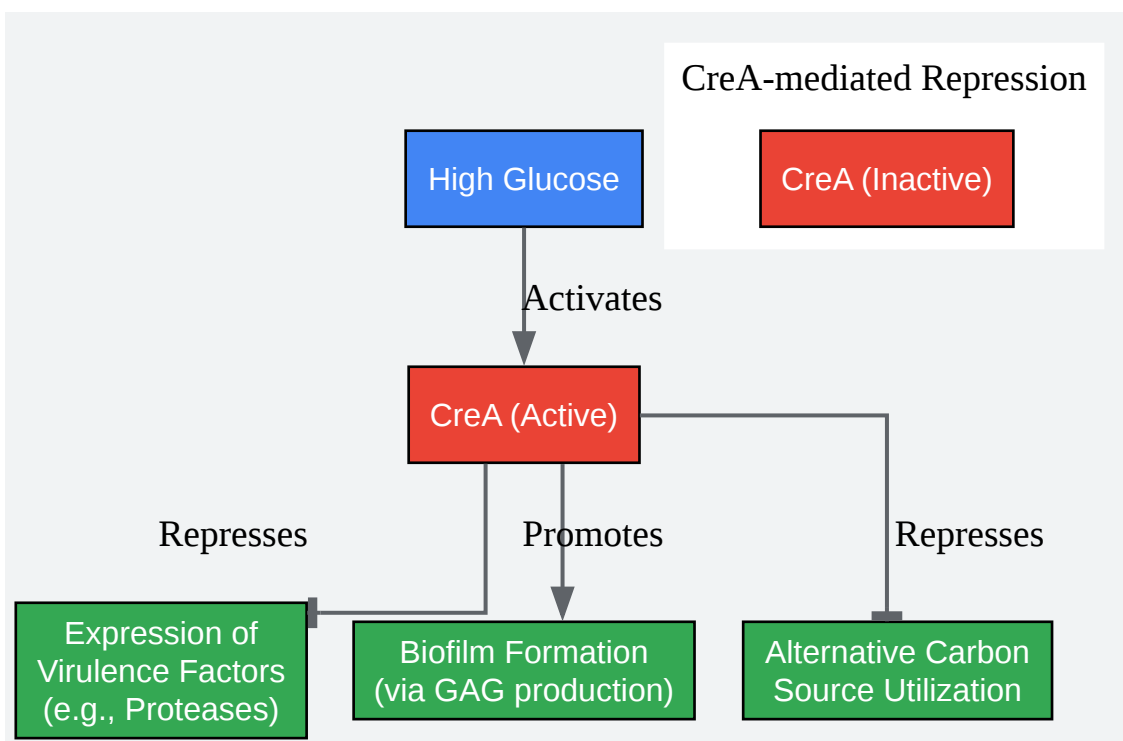 CreA-mediated Repression
High Glucose
CreA (Inactive)
Activates
CreA (Active)
Represses
Promotes
Represses
Expression of
Virulence Factors
(e.g., Proteases)
Biofilm Formation
(via GAG production)
Alternative Carbon
Source Utilization